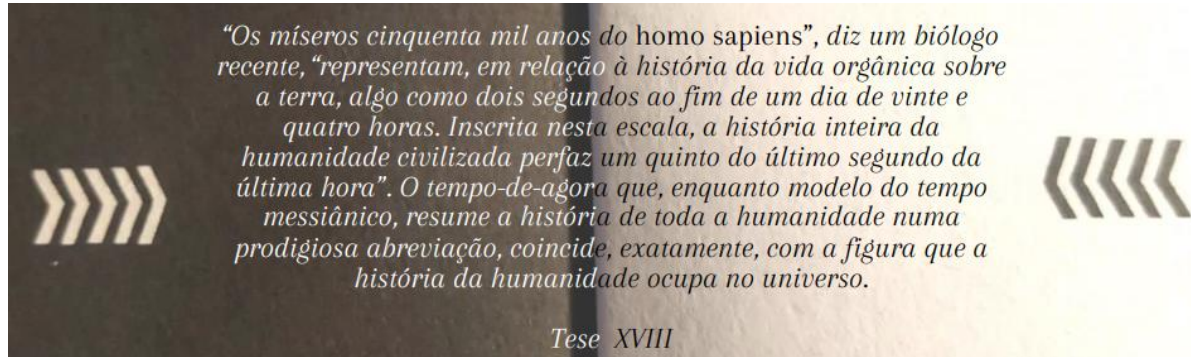 “Os míseros cinquenta mil anos do homo sapiens”, diz um biólogo
recente, “representam, em relação à história da vida orgânica sobre
a terra, algo como dois segundos ao fim de um dia de vinte e
quatro horas. Inscrita nesta escala, a história inteira da
humanidade civilizada perfaz um quinto do último segundo da
última hora”. O tempo-de-agora que, enquanto modelo do tempo
messiânico, resume a história de toda a humanidade numa
prodigiosa abreviação, coincide, exatamente, com a figura que a
história da humanidade ocupa no universo.
Tese XVIII